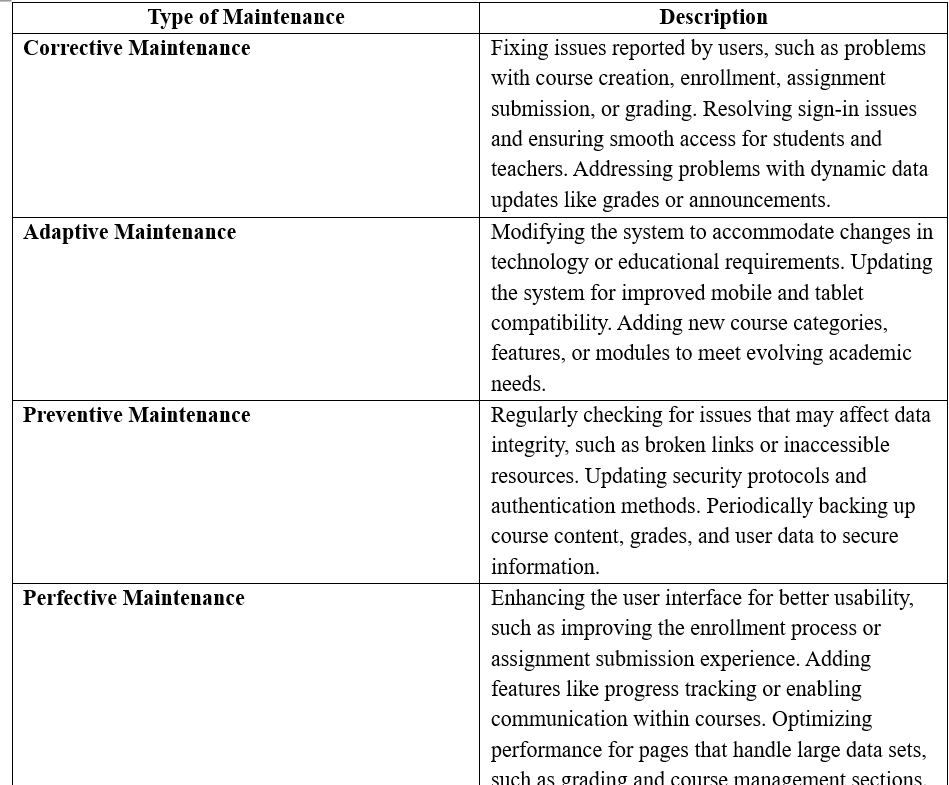 Type of Maintenance
Description
Corrective Maintenance
Fixing issues reported by users, such as problems
with course creation, enrollment, assignment
submission, or grading. Resolving sign-in issues
and ensuring smooth access for students and
teachers. Addressing problems with dynamic data
updates like grades or announcements.
Adaptive Maintenance
Modifying the system to accommodate changes in
technology or educational requirements. Updating
the system for improved mobile and tablet
compatibility. Adding new course categories,
features, or modules to meet evolving academic
needs.
Preventive Maintenance
Regularly checking for issues that may affect data
integrity, such as broken links or inaccessible
resources. Updating security protocols and
authentication methods. Periodically backing up
course content, grades, and user data to secure
information.
Perfective Maintenance
Enhancing the user interface for better usability,
such as improving the enrollment process or
assignment submission experience. Adding
features like progress tracking or enabling
communication within courses. Optimizing
performance for pages that handle large data sets,
such as grading and course management sections.